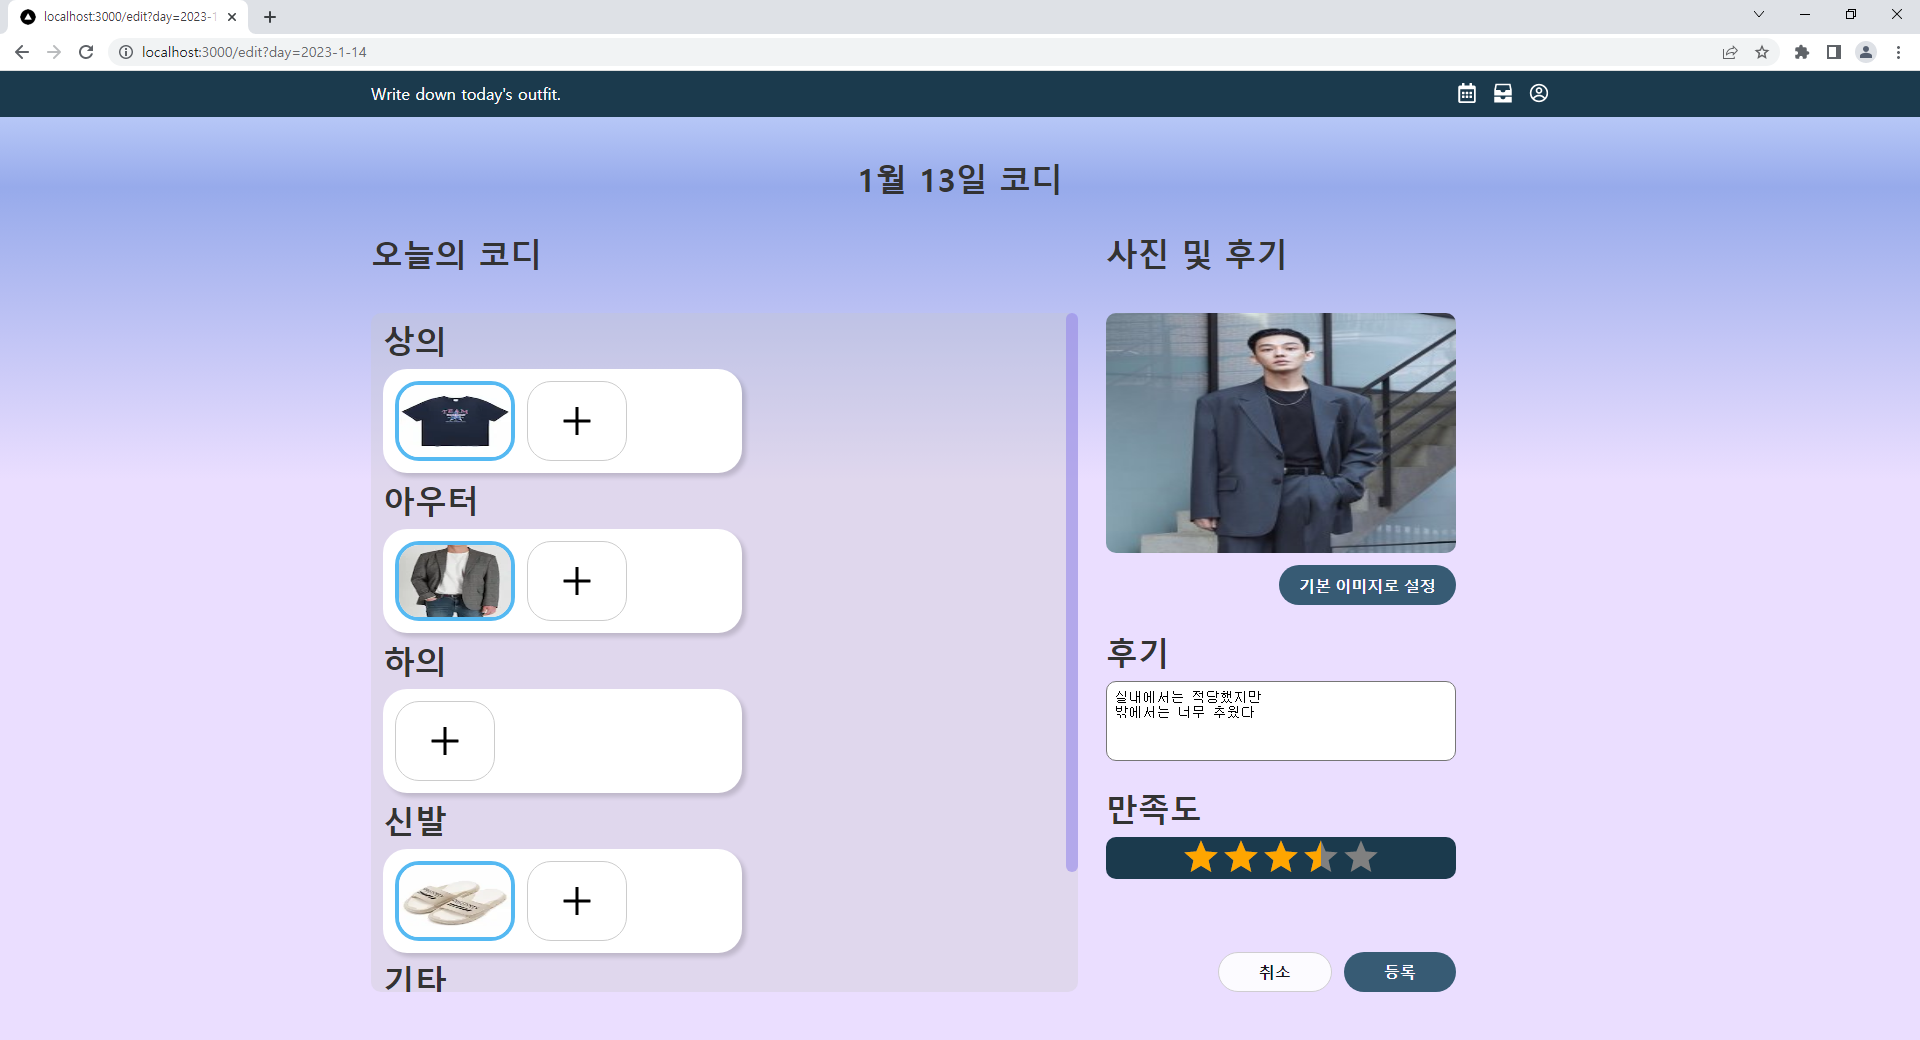 localhost:3000/edit?day=2023-1
localhost:3000/edit?day=2023-1-14
Write down today's outfit.
1월 13일 코디
오늘의 코디
상의
TEAM
아우터
하의
신발
기타
사진 및 후기
기본 이미지로 설정
후기
실내에서는 적당했지만
밖에서는 너무 추웠다
만족도
취소
등록